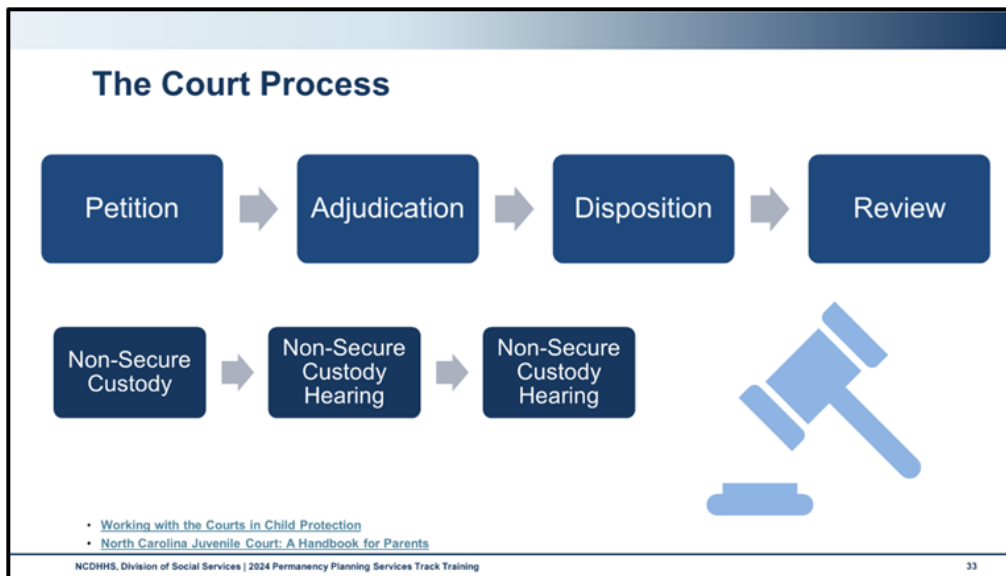 The Court Process
Petition
Adjudication
Disposition
Review
Non-Secure
Custody
Non-Secure
Custody
Hearing
Non-Secure
Custody
Hearing
• Working with the Courts in Child Protection
• North Carolina Juvenile Court: A Handbook for Parents
NCDHHS, Division of Social Services | 2024 Permanency Planning Services Track Training
33